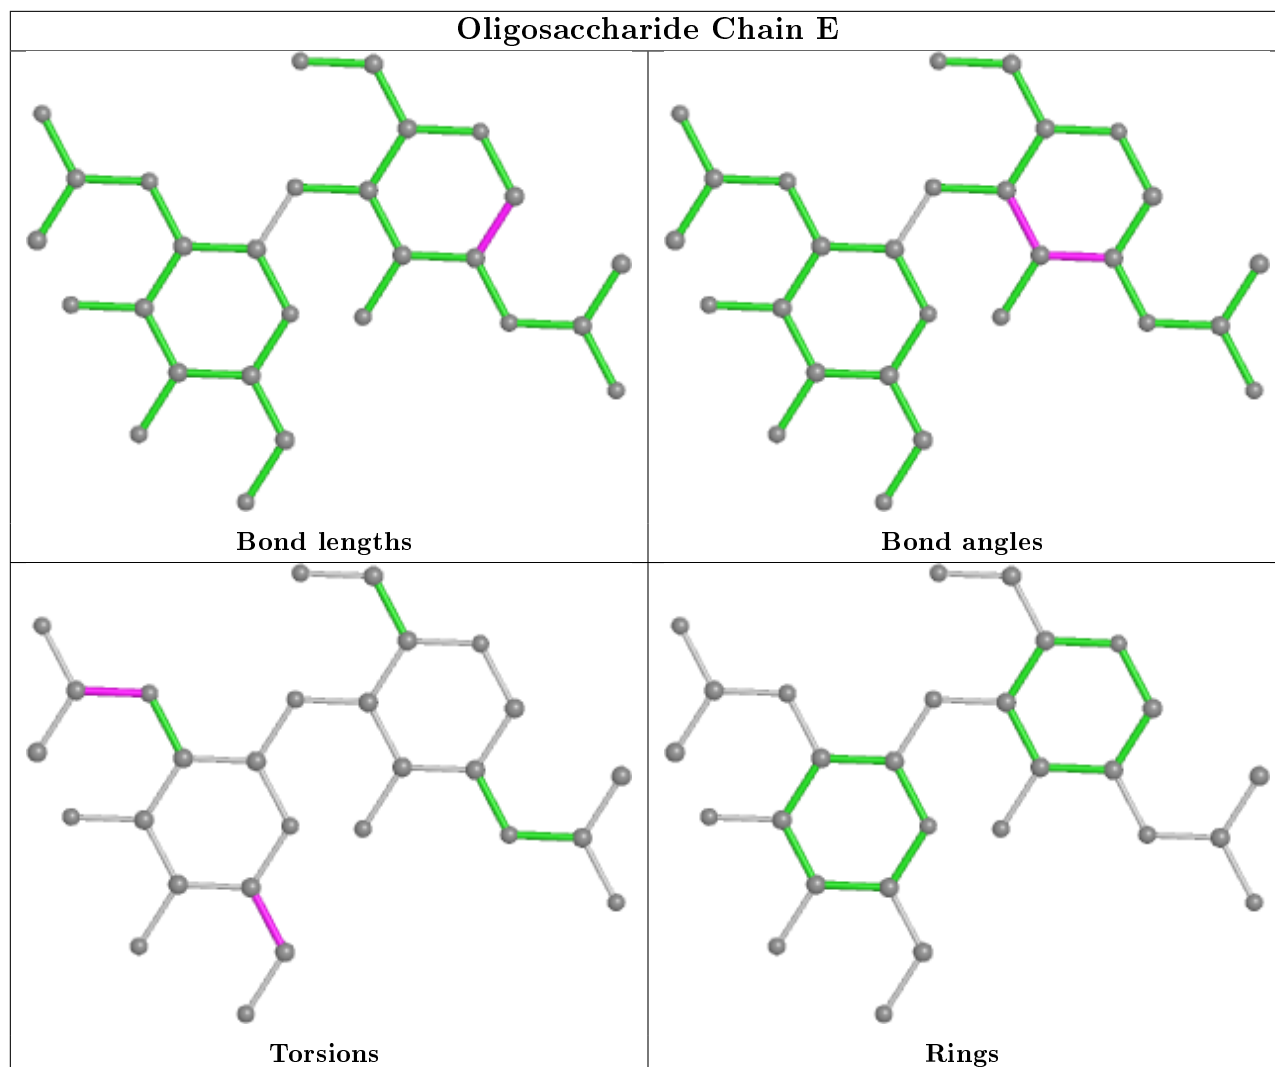 Oligosaccharide Chain E
Bond lengths
Bond angles
Torsions
Rings